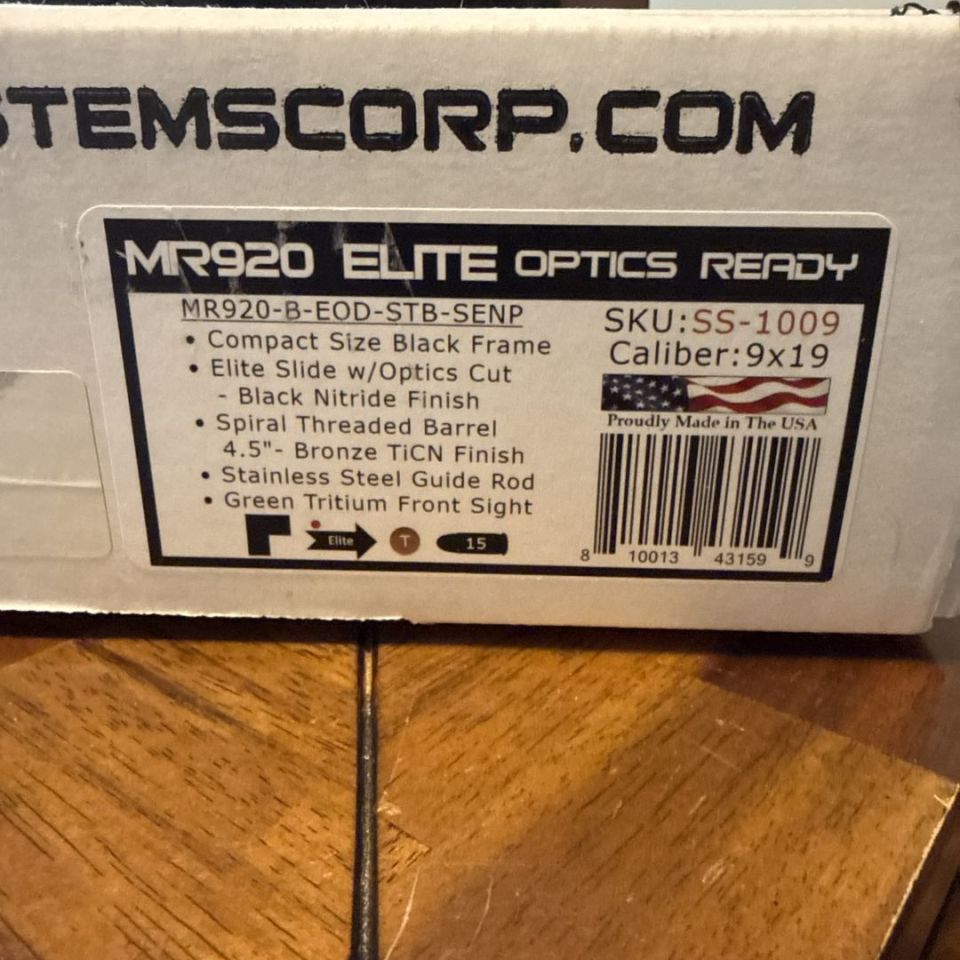 STEMSCORP.COM
MR920 ELITE OPTICS READY
MR920-B-EOD-STB-SENP
• Compact Size Black Frame
• Elite Slide w/Optics Cut
- Black Nitride Finish
• Spiral Threaded Barrel
4.5"- Bronze TiCN Finish
• Stainless Steel Guide Rod
• Green Tritium Front Sight
Elite T 15
SKU:SS-1009
Caliber:9x19
Proudly Made in The USA
8 10013 43159 9